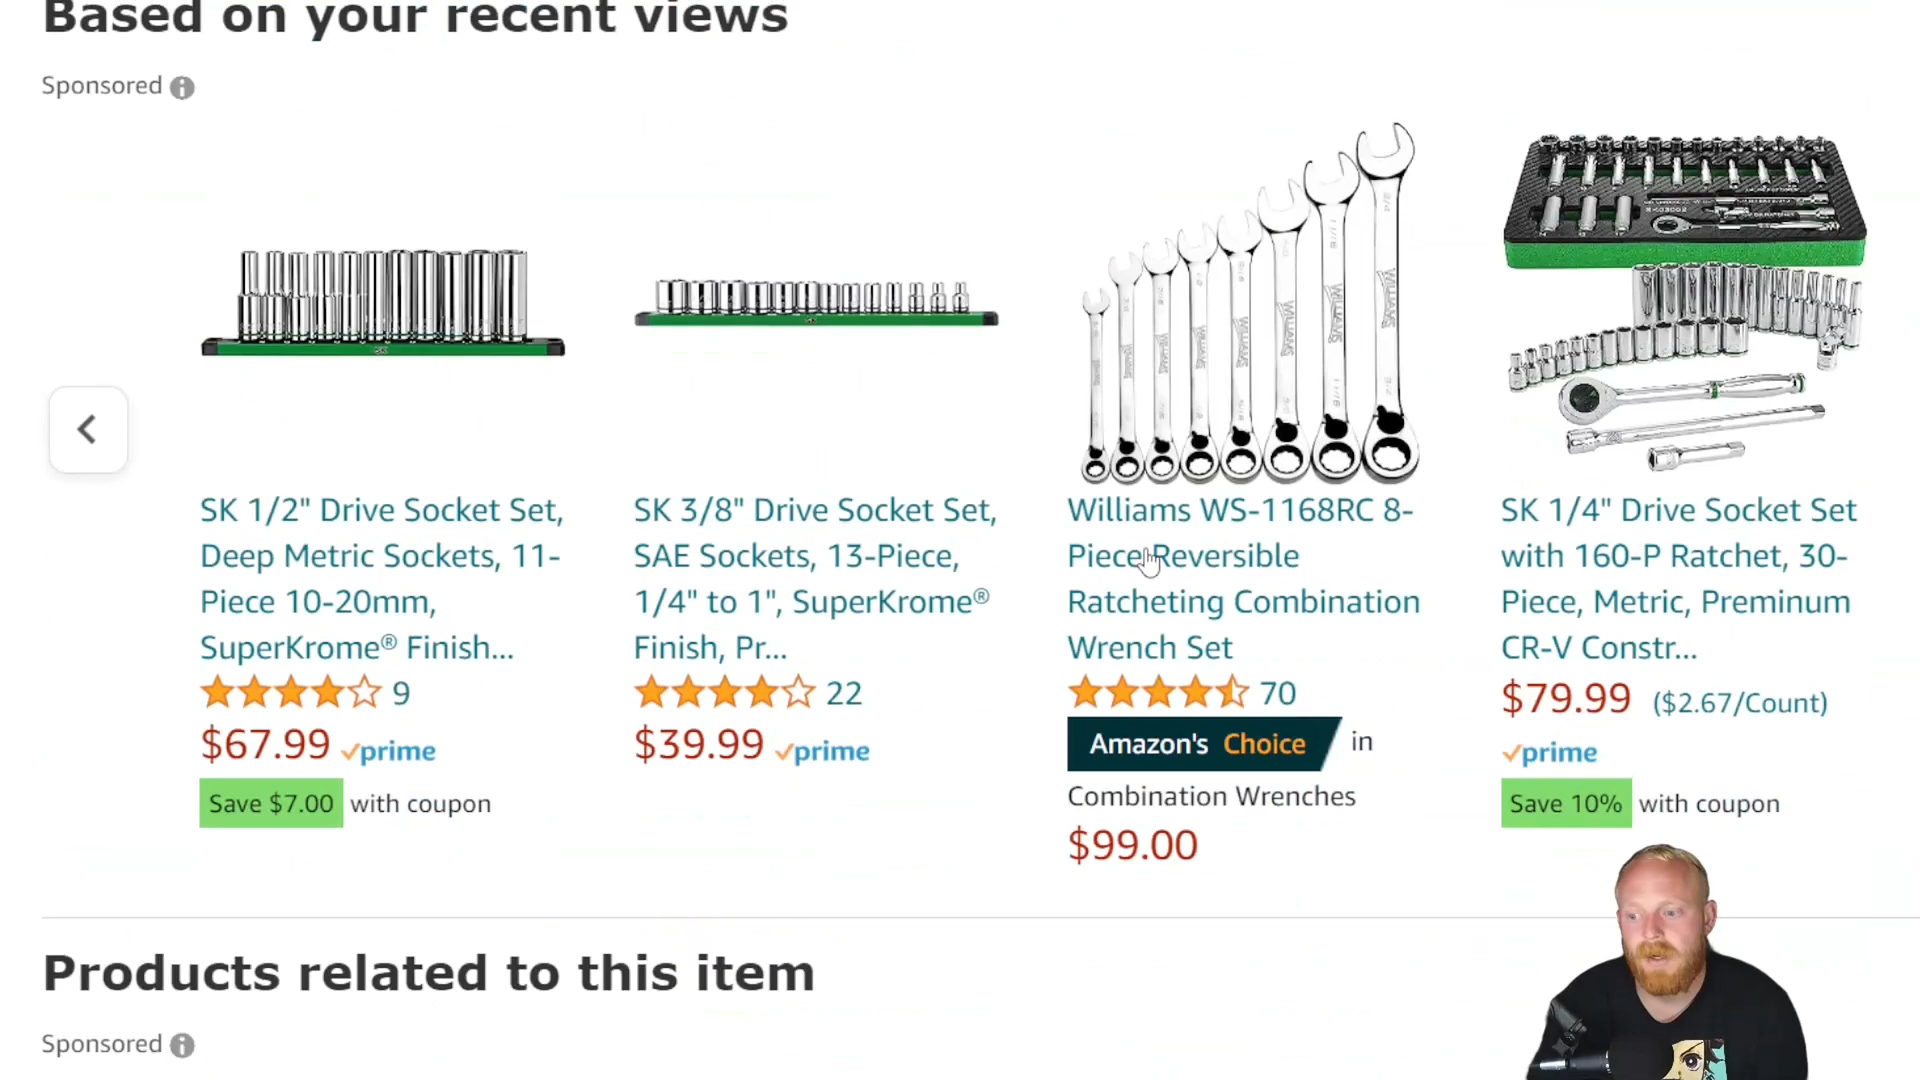 Based on your recent views
Sponsored
SK 1/2" Drive Socket Set,
Deep Metric Sockets, 11-
Piece 10-20mm,
SuperKrome® Finish...
9
$67.99 prime
Save $7.00 with coupon
SK 3/8" Drive Socket Set,
SAE Sockets, 13-Piece,
1/4" to 1", SuperKrome®
Finish, Pr...
22
$39.99 prime
WILLIAMS
WILLIAMS
WILLIAMS
Williams WS-1168RC 8-
Piece Reversible
Ratcheting Combination
Wrench Set
70
Amazon's Choice in
Combination Wrenches
$99.00
SK 1/4" Drive Socket Set
with 160-P Ratchet, 30-
Piece, Metric, Preminum
CR-V Constr...
$79.99 ($2.67/Count)
prime
Save 10% with coupon
Products related to this item
Sponsored